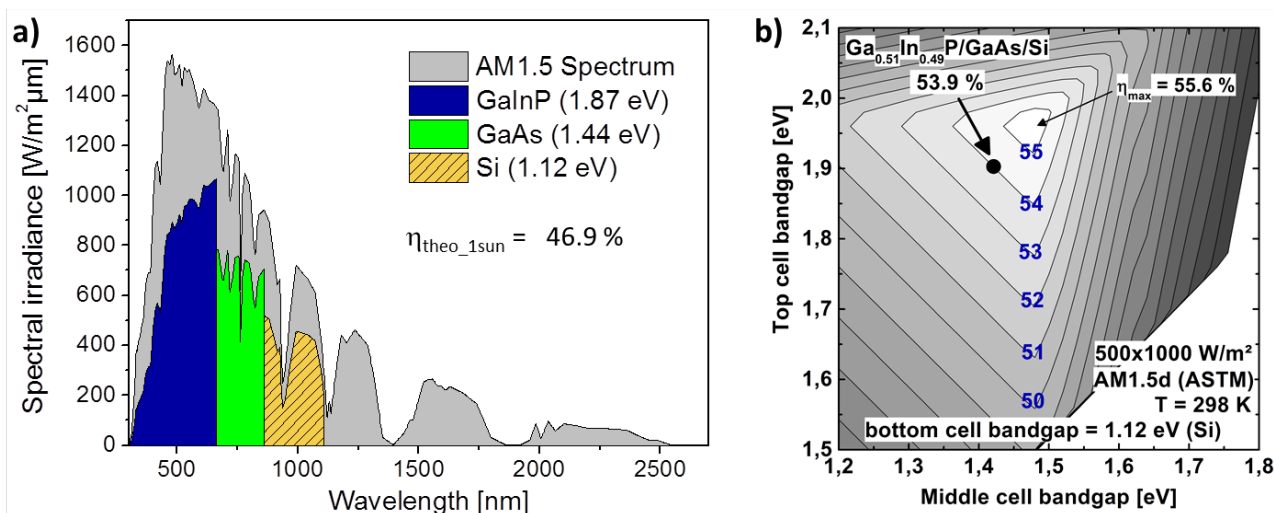 a)
Spectral irradiance [W/m²µm]
1600
1400
1200
1000
800
600
400
200
0
500
1000
1500
2000
2500
Wavelength [nm]
AM1.5 Spectrum
GaInP (1.87 eV)
GaAs (1.44 eV)
Si (1.12 eV)
ηtheo_1sun = 46.9 %
b)
Top cell bandgap [eV]
2,1
2,0
1,9
1,8
1,7
1,6
1,5
Ga0.51In0.49P/GaAs/Si
53.9 %
ηmax = 55.6 %
55
54
53
52
51
50
500x1000 W/m²
AM1.5d (ASTM)
T = 298 K
bottom cell bandgap = 1.12 eV (Si)
1,2
1,3
1,4
1,5
1,6
1,7
1,8
Middle cell bandgap [eV]